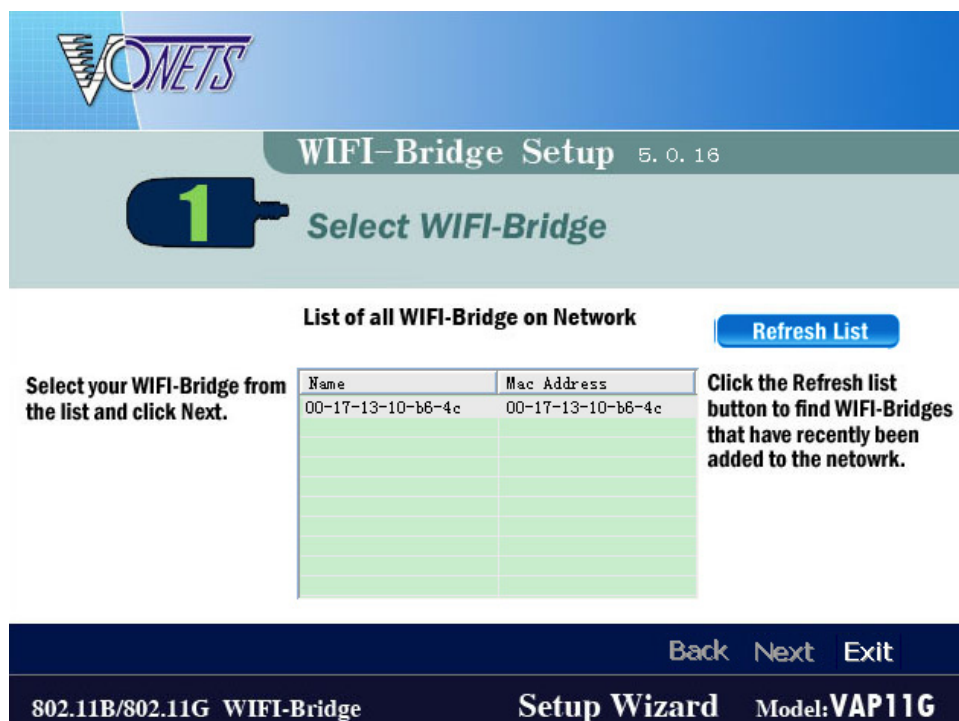 VONETS
WIFI-Bridge Setup 5.0.16
1
Select WIFI-Bridge
List of all WIFI-Bridge on Network
Refresh List
Select your WIFI-Bridge from
the list and click Next.
Name Mac Address
00-17-13-10-b6-4c 00-17-13-10-b6-4c
Click the Refresh list
button to find WIFI-Bridges
that have recently been
added to the netowrk.
Back Next Exit
802.11B/802.11G WIFI-Bridge Setup Wizard Model:VAP11G